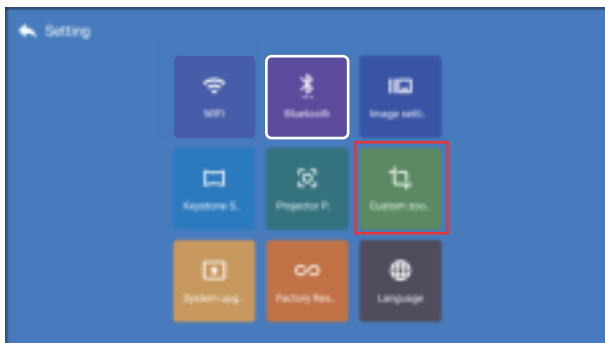 Setting
WIFI
Bluetooth
Image setti..
Keystone S..
Projector P..
Custom zoo..
System upg..
Factory Res..
Language